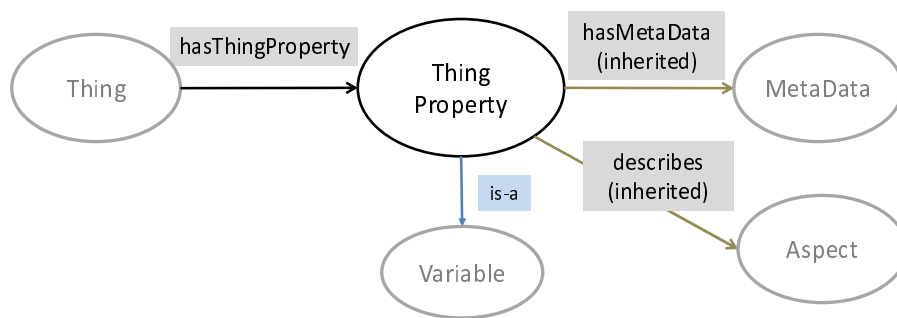 hasThingProperty
Thing
Thing
Property
hasMetaData
(inherited)
MetaData
describes
(inherited)
is-a
Aspect
Variable